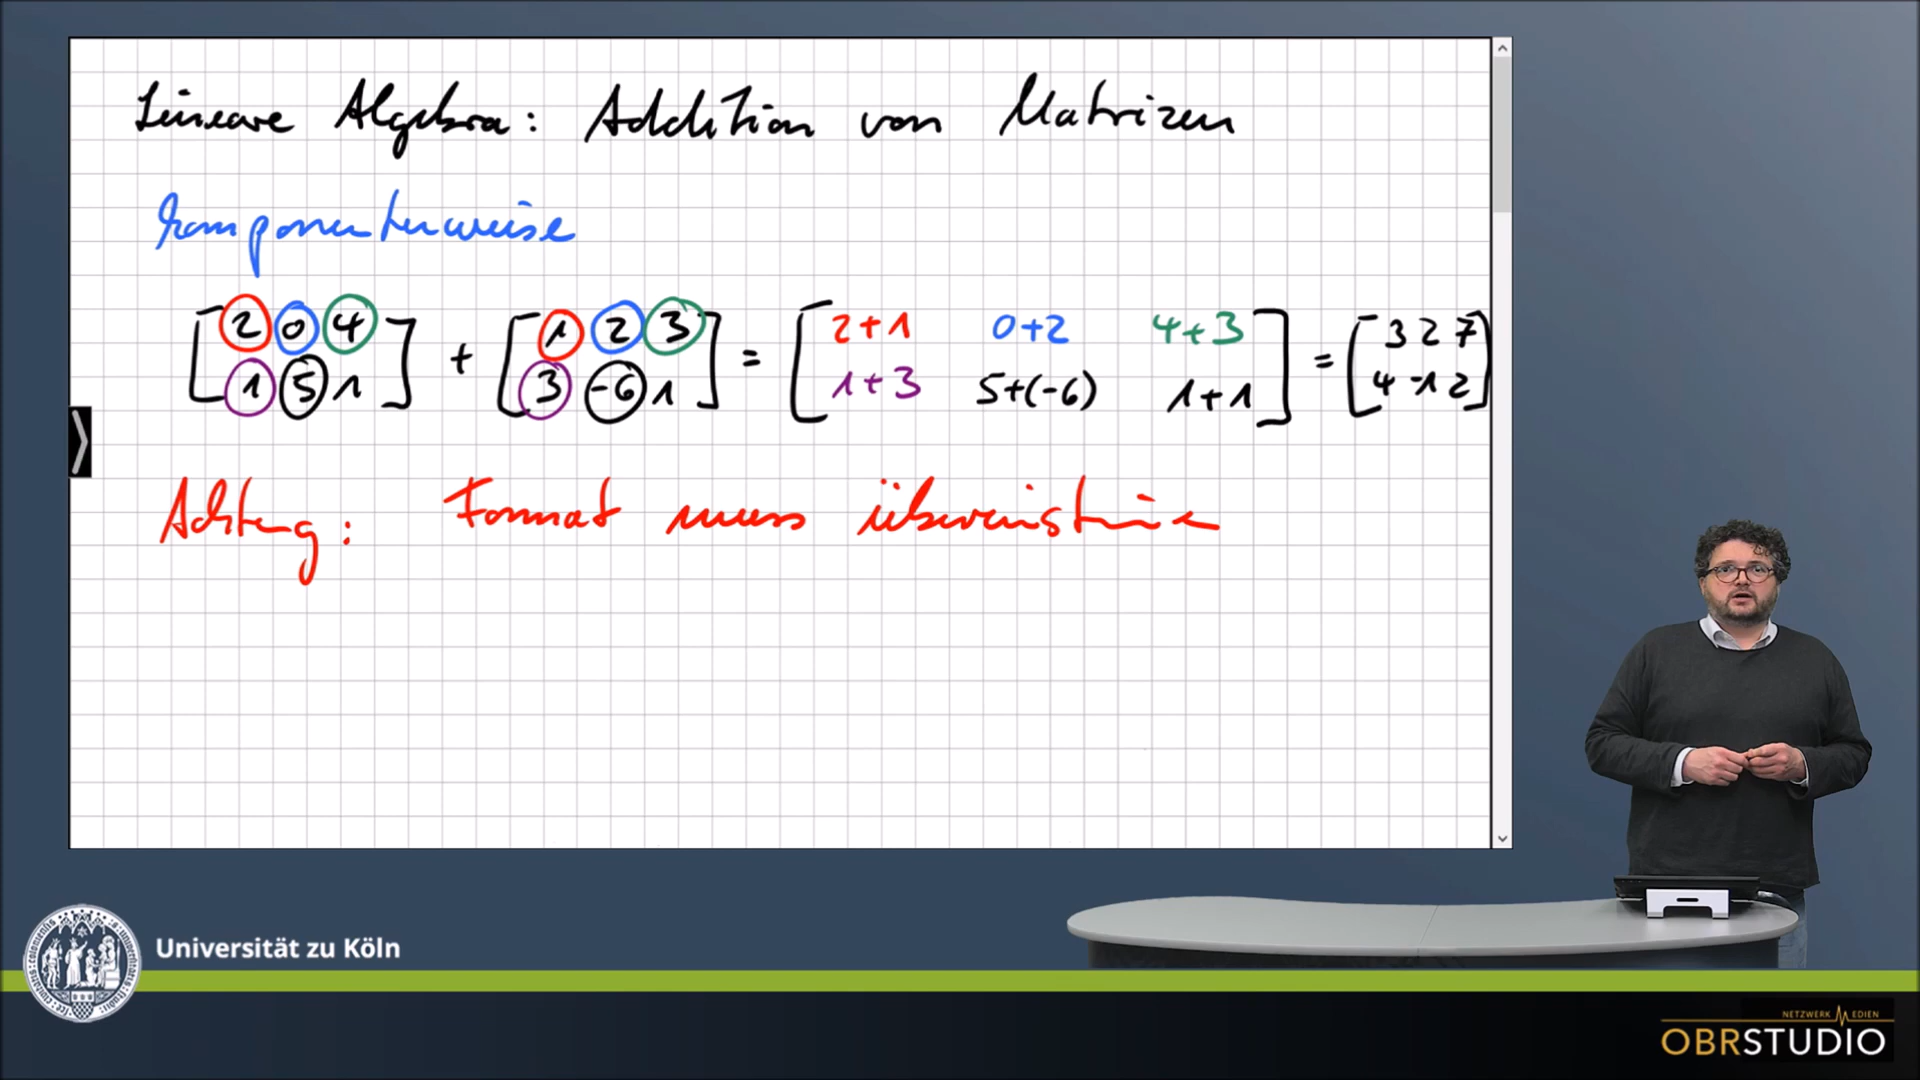 Lineare Algebra: Addition von Matrizen
komponentenweise
[2 0 4 / 1 5 1] + [1 2 3 / 3 -6 1] = [2+1 0+2 4+3 / 1+3 5+(-6) 1+1] = [3 2 7 / 4 -1 2]
Achtung: Format muss
Universität zu Köln
NETZWERK MEDIEN
OBRSTUDIO